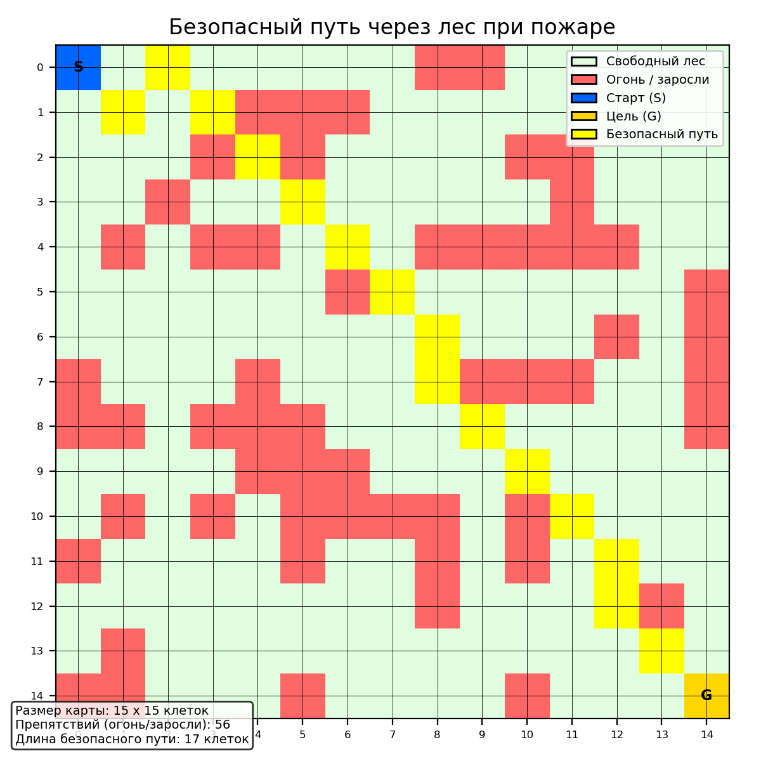 Безопасный путь через лес при пожаре
S
Свободный лес
Огонь / заросли
Старт (S)
Цель (G)
Безопасный путь
0
1
2
3
4
5
6
7
8
9
10
11
12
13
14
G
Размер карты: 15 x 15 клеток
Препятствий (огонь/заросли): 56
Длина безопасного пути: 17 клеток
4 5 6 7 8 9 10 11 12 13 14